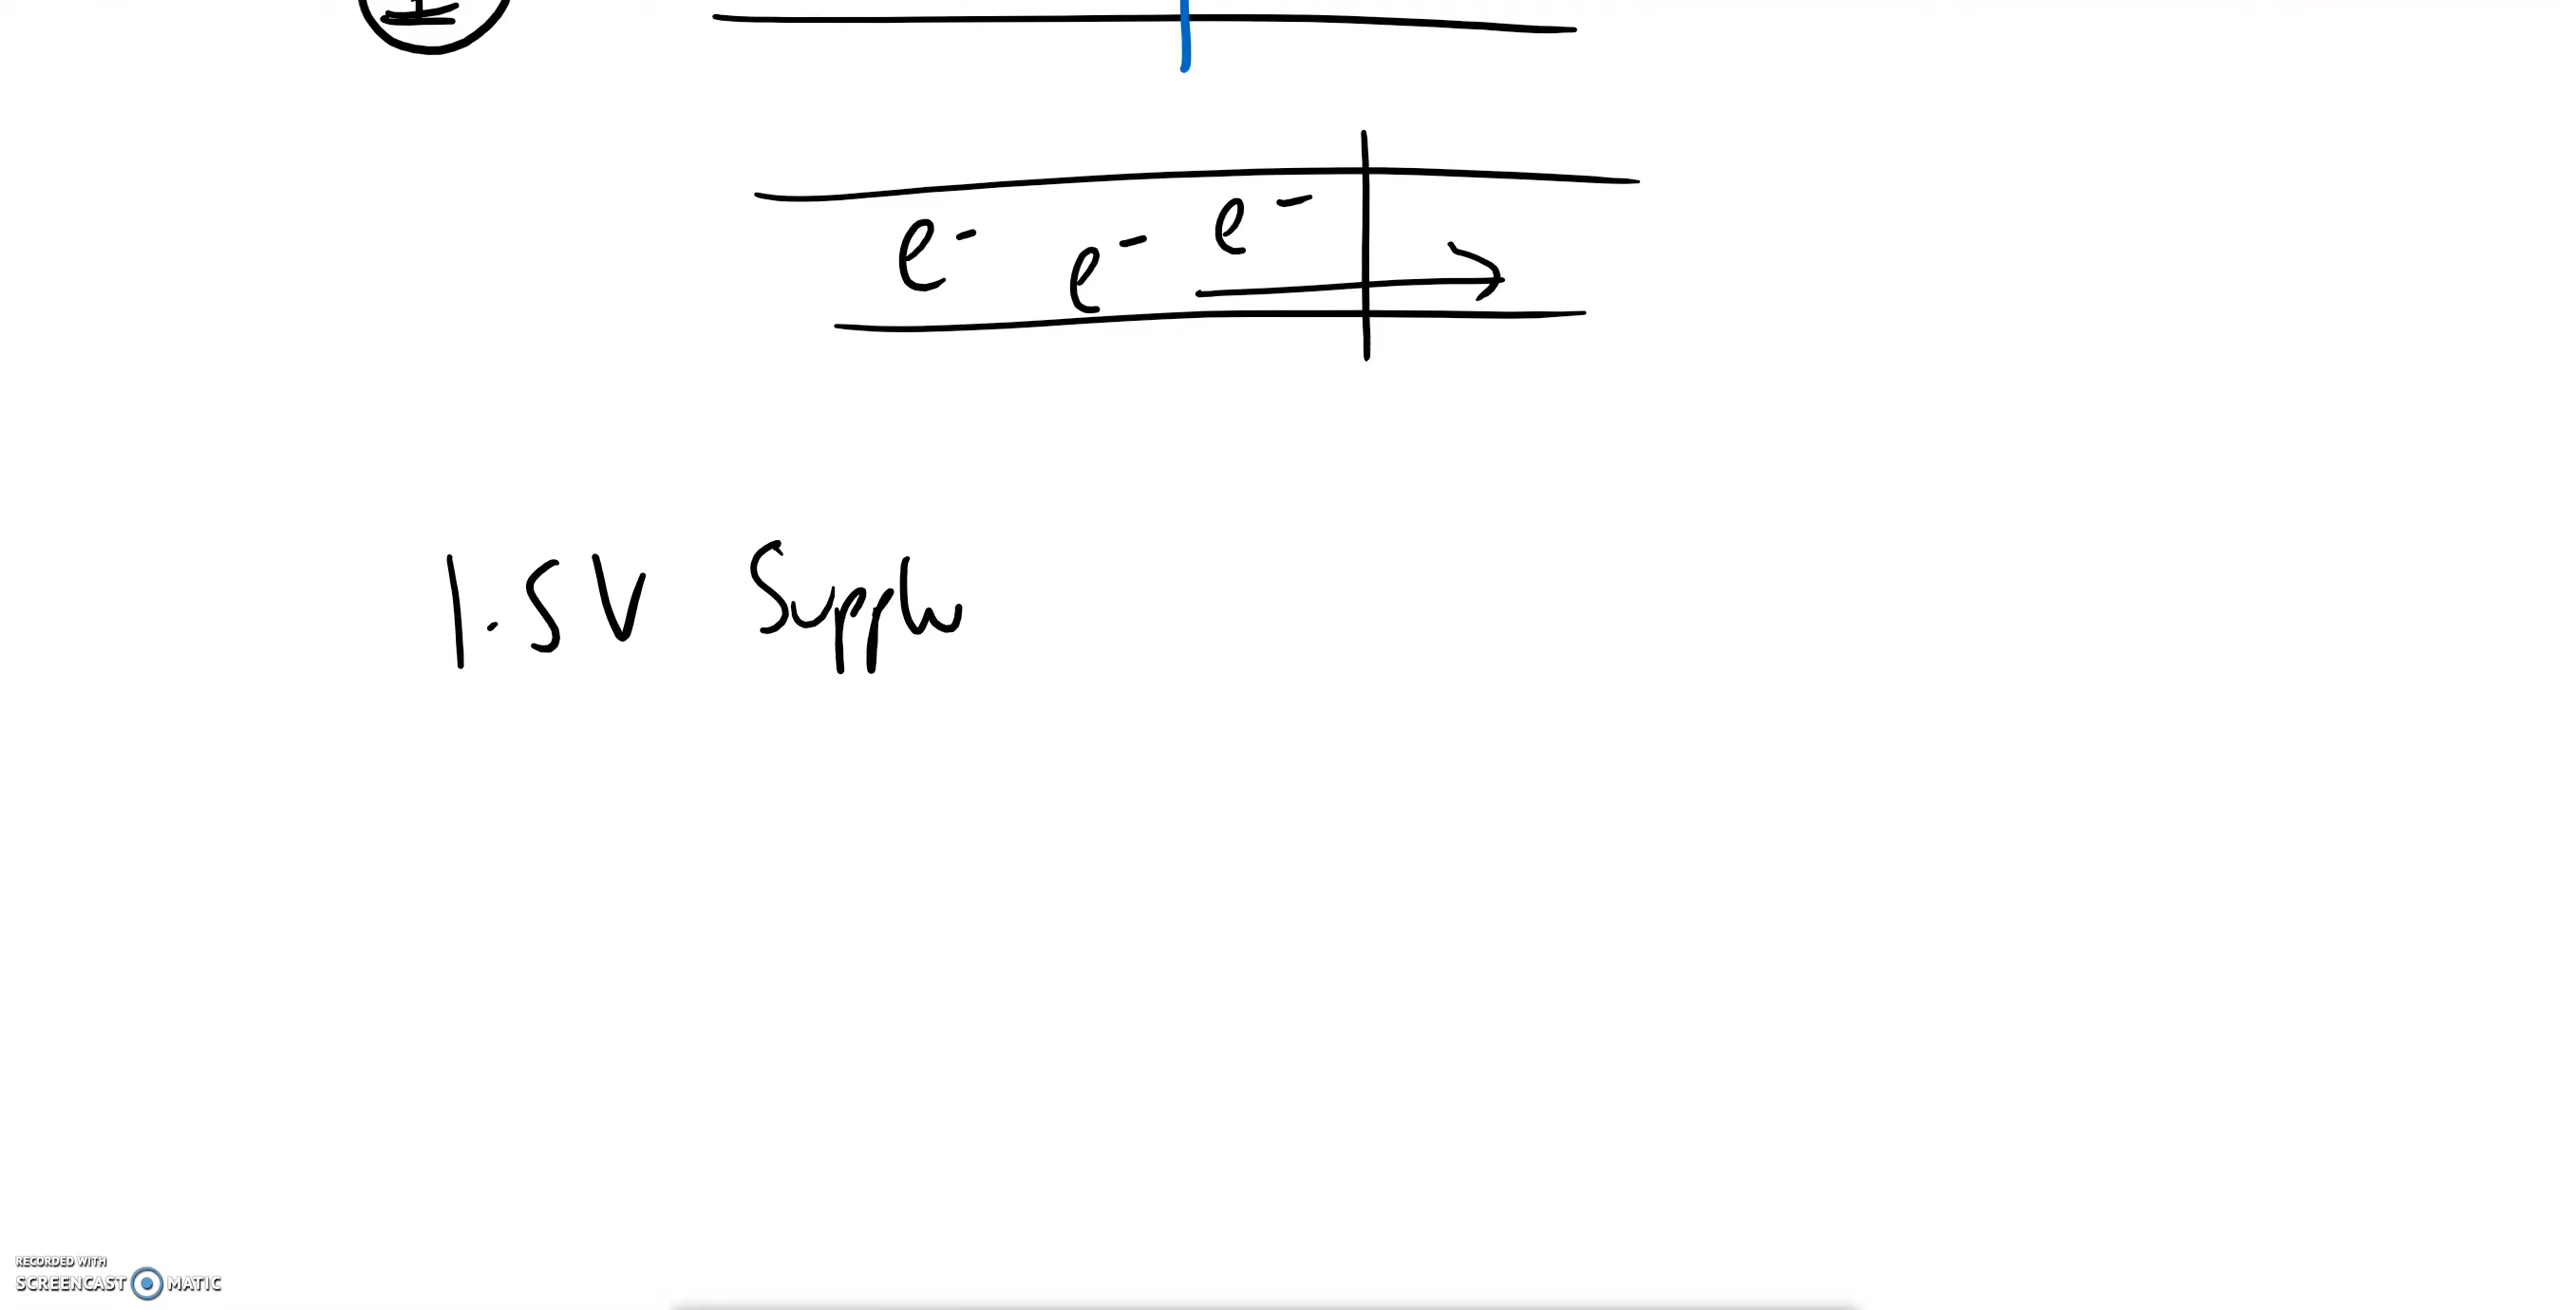 I
e⁻ e⁻ e⁻
1.5V Supply
RECORDED WITH
SCREENCAST MATIC